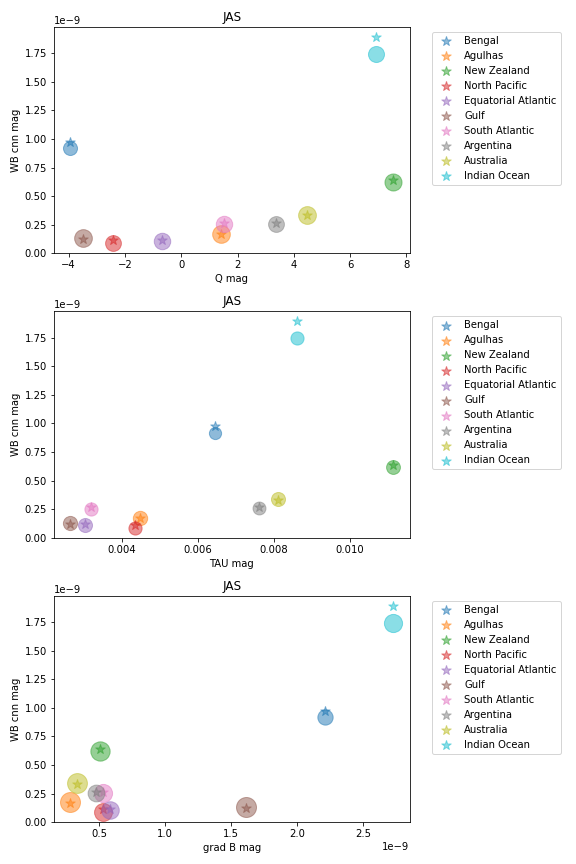 JAS
1e−9
1.75
1.50
1.25
1.00
0.75
0.50
0.25
0.00
WB cnn mag
−4 −2 0 2 4 6 8
Q mag
Bengal
Agulhas
New Zealand
North Pacific
Equatorial Atlantic
Gulf
South Atlantic
Argentina
Australia
Indian Ocean
JAS
1e−9
1.75
1.50
1.25
1.00
0.75
0.50
0.25
0.00
WB cnn mag
0.004 0.006 0.008 0.010
TAU mag
Bengal
Agulhas
New Zealand
North Pacific
Equatorial Atlantic
Gulf
South Atlantic
Argentina
Australia
Indian Ocean
JAS
1e−9
1.75
1.50
1.25
1.00
0.75
0.50
0.25
0.00
WB cnn mag
0.5 1.0 1.5 2.0 2.5
grad B mag
1e−9
Bengal
Agulhas
New Zealand
North Pacific
Equatorial Atlantic
Gulf
South Atlantic
Argentina
Australia
Indian Ocean